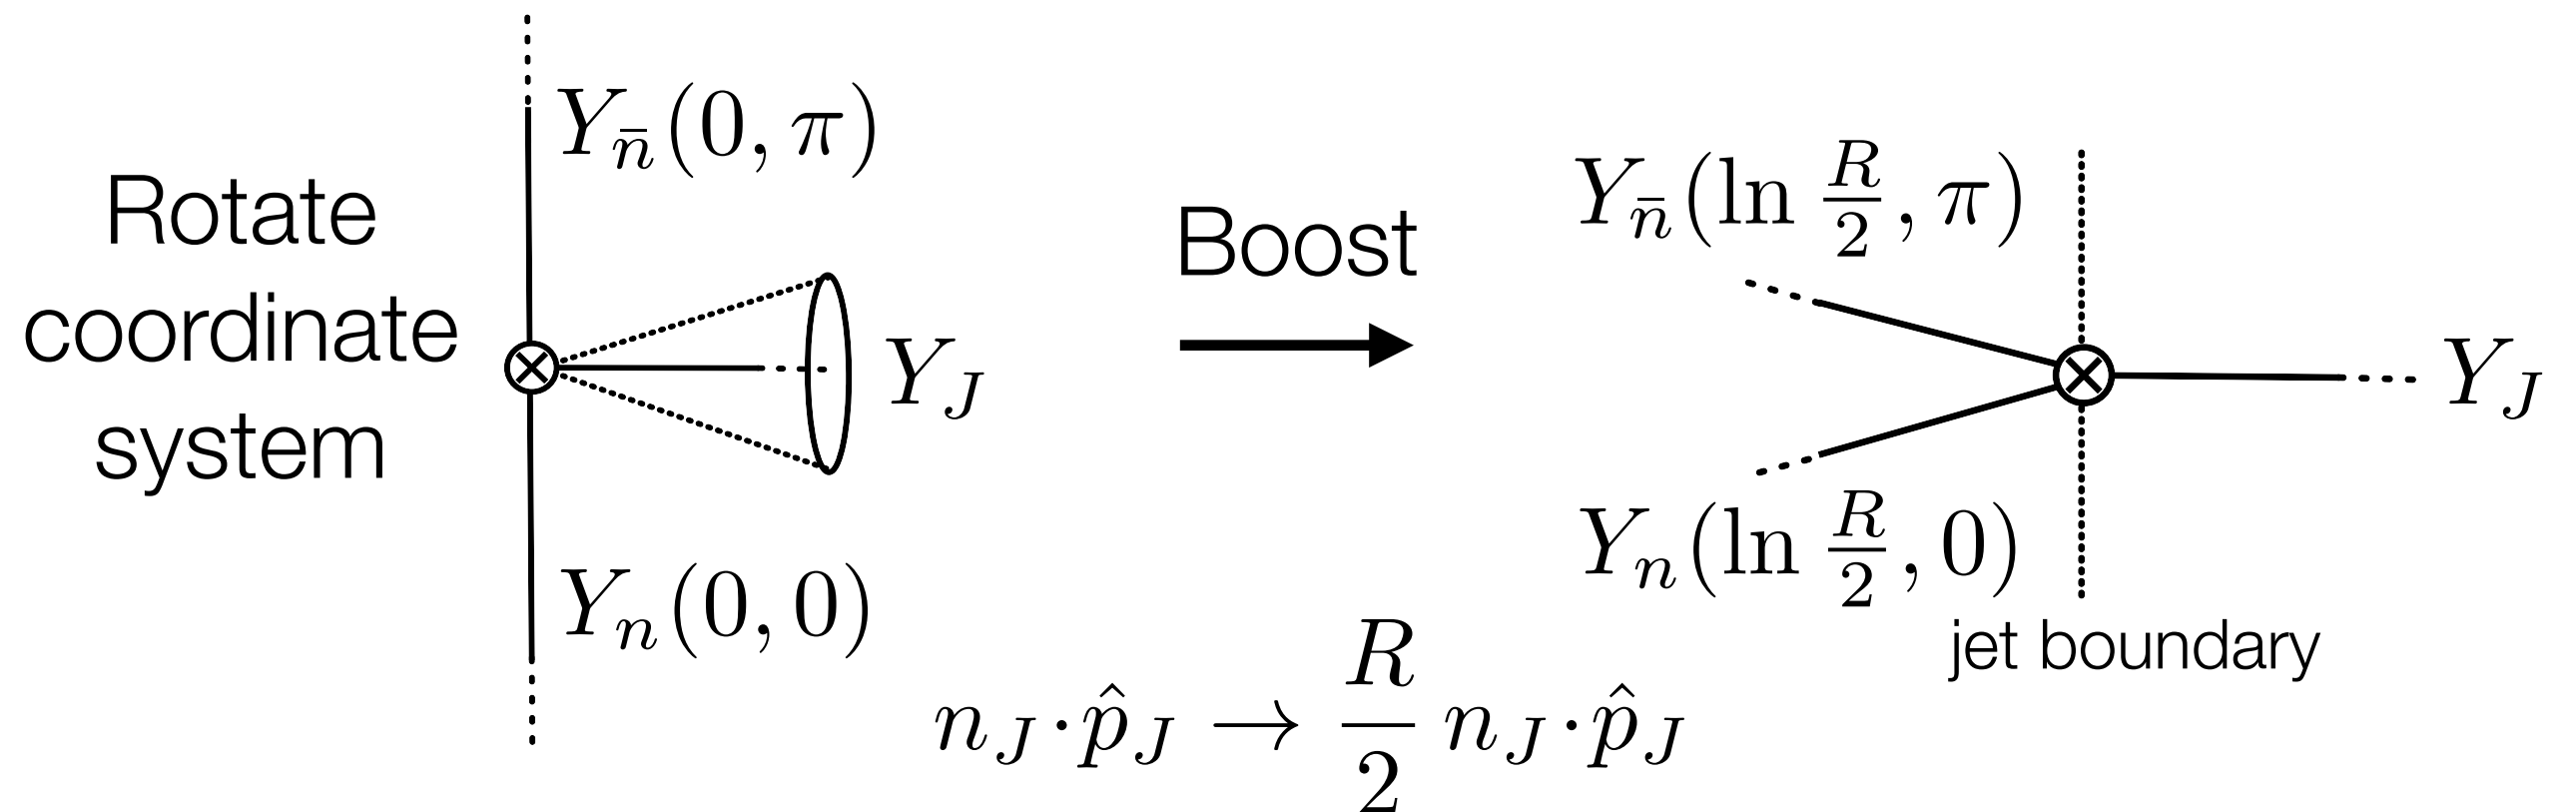 Rotate
coordinate
system
$Y_{\bar{n}}(0, \pi)$
$Y_J$
$Y_n(0, 0)$
Boost
$Y_{\bar{n}}(\ln \frac{R}{2}, \pi)$
$Y_J$
$Y_n(\ln \frac{R}{2}, 0)$
jet boundary
$n_J \cdot \hat{p}_J \rightarrow \frac{R}{2} \, n_J \cdot \hat{p}_J$